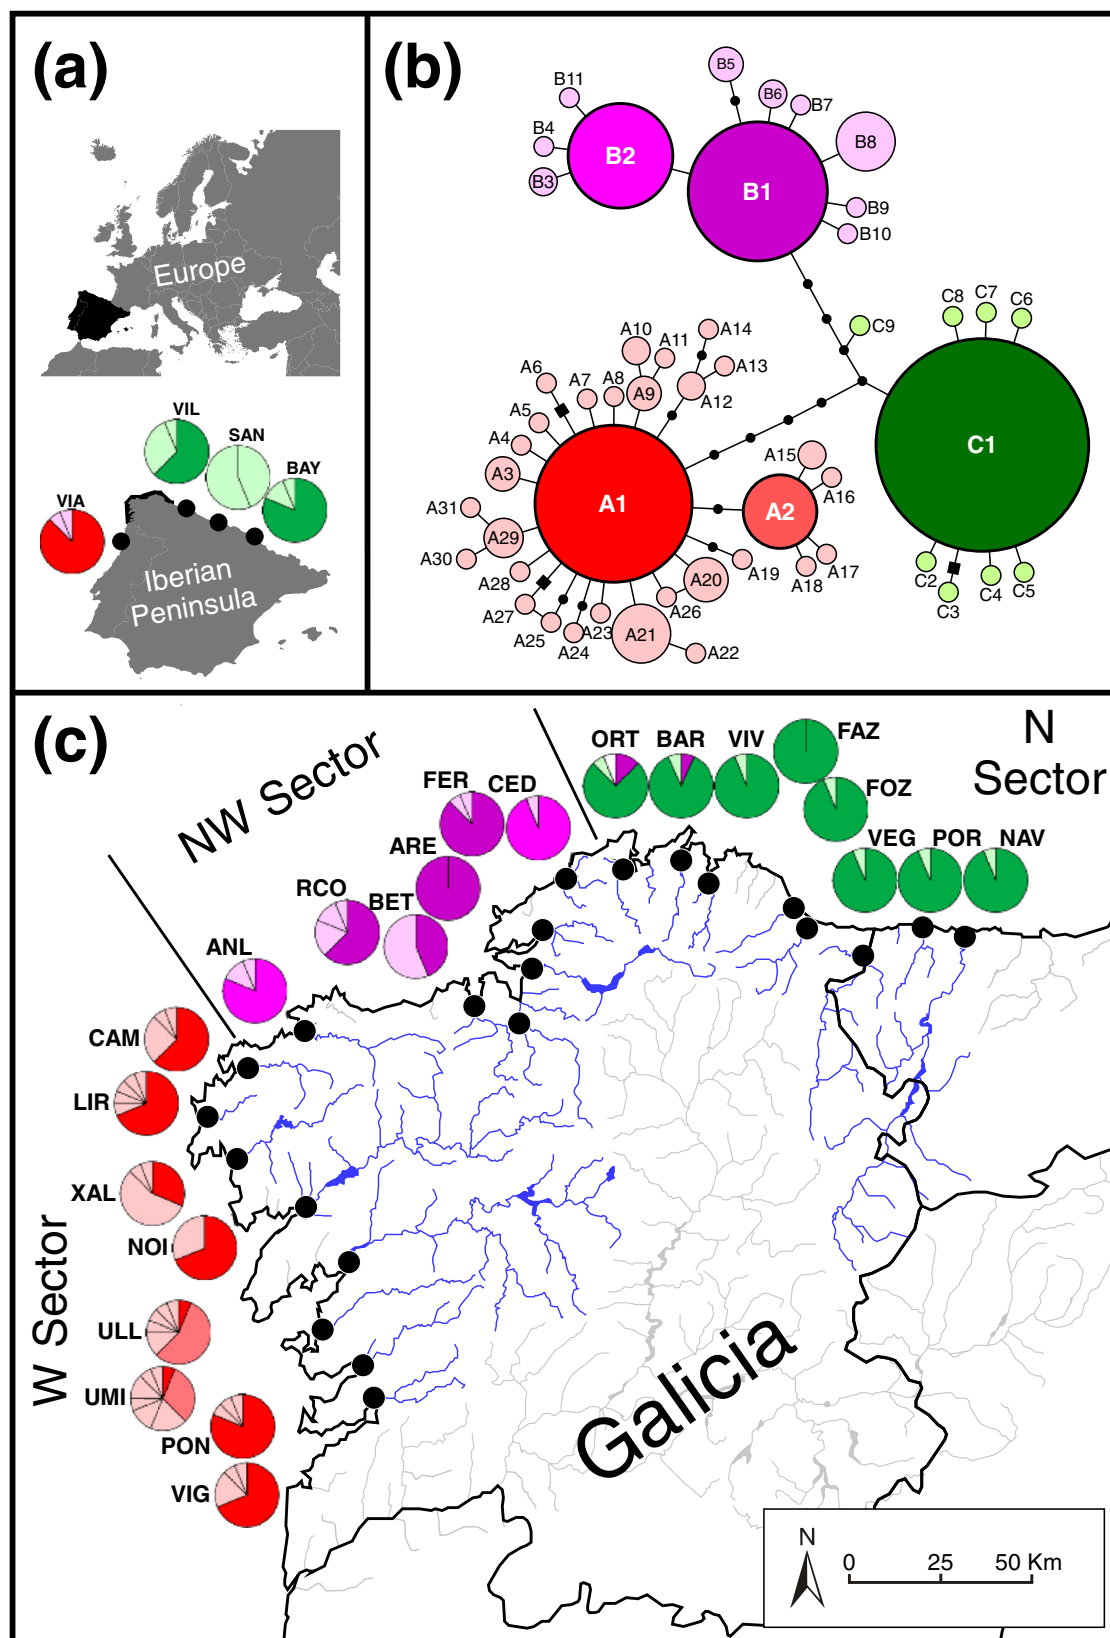 (a)
Europe
VIL
SAN
BAY
VIA
Iberian
Peninsula
(b)
B5
B11
B6
B7
B4
B2
B8
B1
B3
B9
B10
C8
C7
C6
C9
A14
A10
A11
A13
A6
A7
A8
A9
A12
A5
A4
C1
A15
A3
A16
A1
A2
A31
A29
A30
A19
A17
A28
A20
A18
C2
C5
C4
C3
A27
A26
A25
A23
A21
A24
A22
(c)
NW Sector
N
Sector
ORT
BAR
VIV
FAZ
FER
CED
FOZ
ARE
VEG
POR
NAV
RCO
BET
ANL
CAM
LIR
XAL
NOI
W Sector
ULL
UMI
PON
VIG
Galicia
N
0
25
50 Km